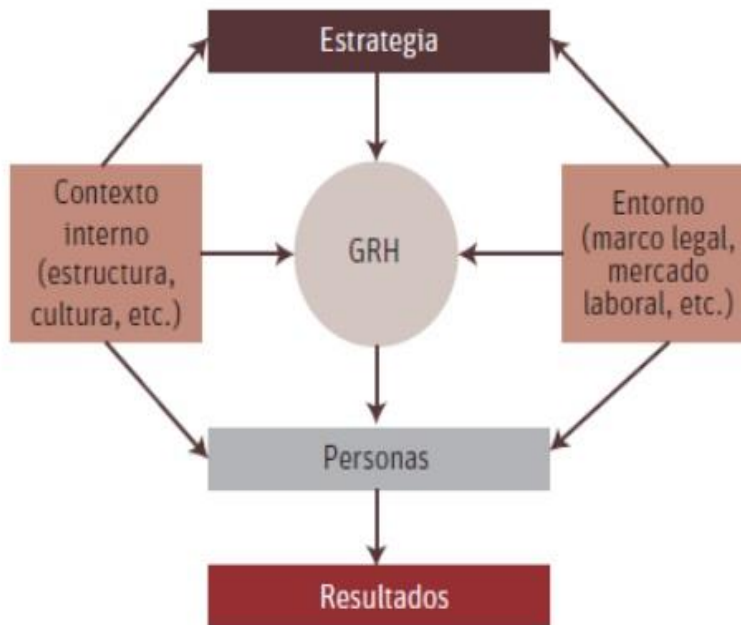 Estrategia
Contexto
interno
(estructura,
cultura, etc.)
GRH
Entorno
(marco legal,
mercado
laboral, etc.)
Personas
Resultados